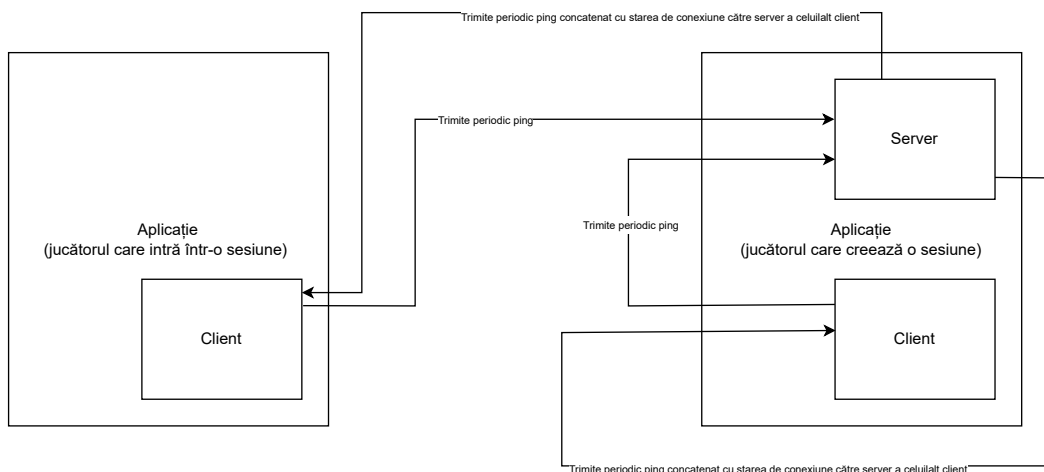 Trimite periodic ping concatenat cu starea de conexiune către server a celuilalt client
Trimite periodic ping
Server
Trimite periodic ping
Aplicație
(jucătorul care intră într-o sesiune)
Aplicație
(jucătorul care creează o sesiune)
Client
Client
Trimite periodic ping concatenat cu starea de conexiune către server a celuilalt client